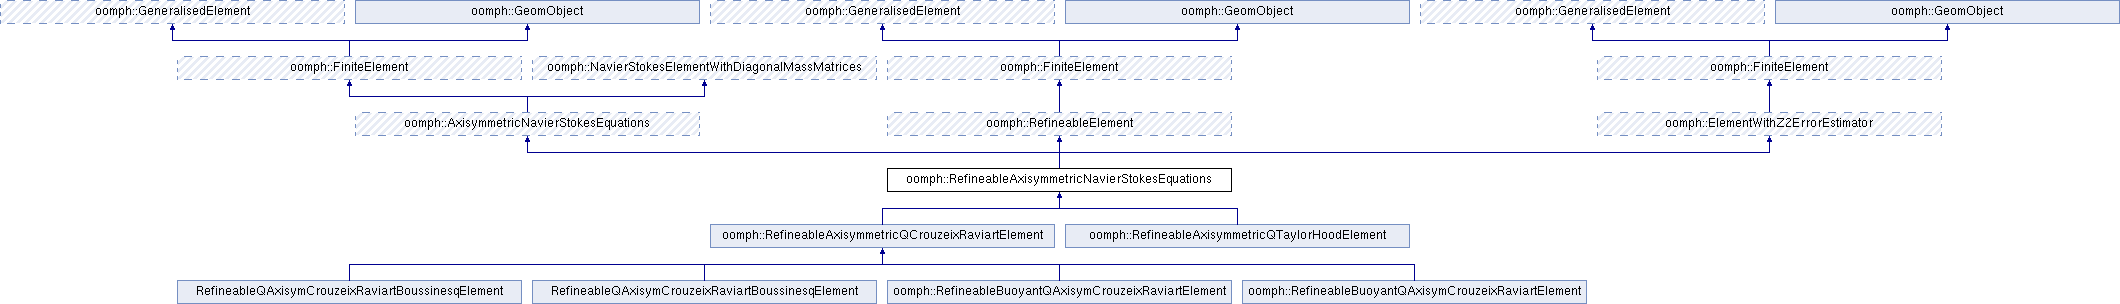 oomph::GeneralisedElement
oomph::GeomObject
oomph::GeneralisedElement
oomph::GeomObject
oomph::GeneralisedElement
oomph::GeomObject
oomph::FiniteElement
oomph::NavierStokesElementWithDiagonalMassMatrices
oomph::FiniteElement
oomph::FiniteElement
oomph::AxisymmetricNavierStokesEquations
oomph::RefineableElement
oomph::ElementWithZ2ErrorEstimator
oomph::RefineableAxisymmetricNavierStokesEquations
oomph::RefineableAxisymmetricQCrouzeixRaviartElement
oomph::RefineableAxisymmetricQTaylorHoodElement
RefineableQAxisymCrouzeixRaviartBoussinesqElement
RefineableQAxisymCrouzeixRaviartBoussinesqElement
oomph::RefineableBuoyantQAxisymCrouzeixRaviartElement
oomph::RefineableBuoyantQAxisymCrouzeixRaviartElement